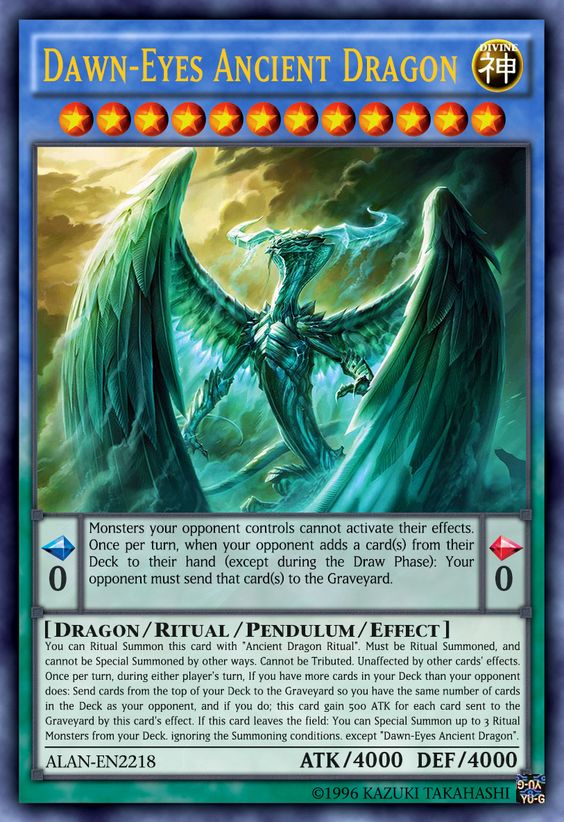 DAWN-EYES ANCIENT DRAGON
DIVINE
神
Monsters your opponent controls cannot activate their effects.
Once per turn, when your opponent adds a card(s) from their
Deck to their hand (except during the Draw Phase): Your
opponent must send that card(s) to the Graveyard.
0
0
[DRAGON/RITUAL/PENDULUM/EFFECT]
You can Ritual Summon this card with "Ancient Dragon Ritual". Must be Ritual Summoned, and
cannot be Special Summoned by other ways. Cannot be Tributed. Unaffected by other cards' effects.
Once per turn, during either player's turn, If you have more cards in your Deck than your opponent
does: Send cards from the top of your Deck to the Graveyard so you have the same number of cards
in the Deck as your opponent, and if you do; this card gain 500 ATK for each card sent to the
Graveyard by this card's effect. If this card leaves the field: You can Special Summon up to 3 Ritual
Monsters from your Deck. ignoring the Summoning conditions. except "Dawn-Eyes Ancient Dragon".
ALAN-EN2218
ATK/4000 DEF/4000
©1996 KAZUKI TAKAHASHI